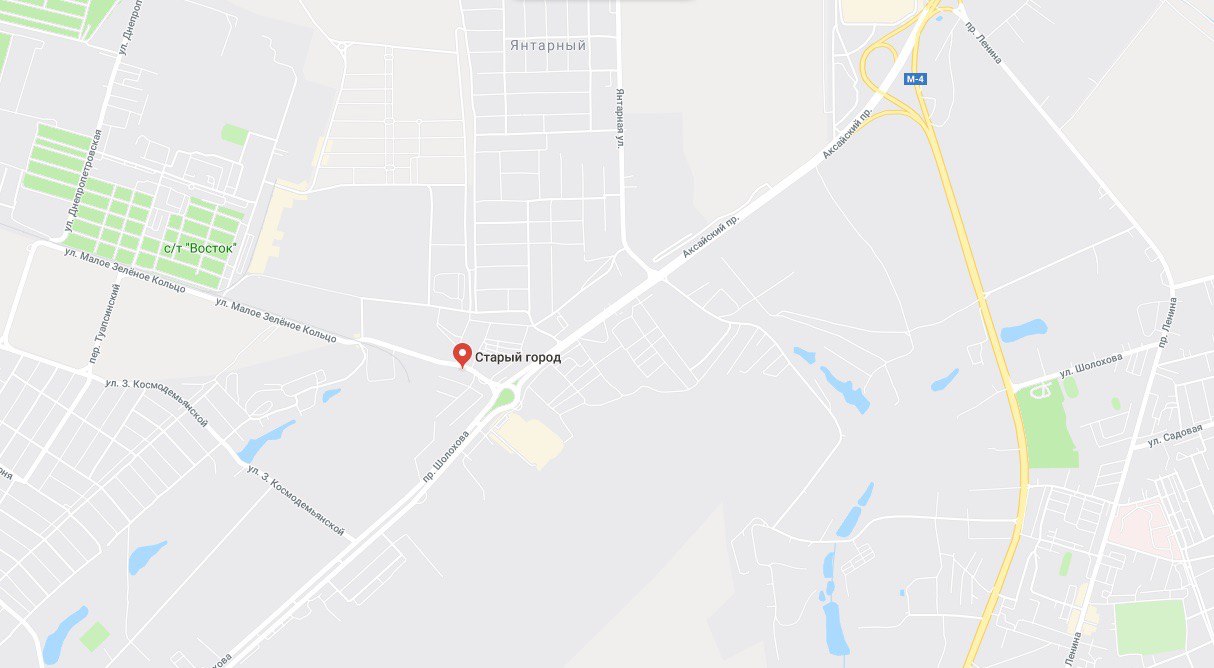 ул. Днепропе
Янтарный
пр. Ленина
М-4
Янтарная ул.
Аксайский пр.
ул. Днепропетровская
Аксайский пр.
с/т "Восток"
ул. Малое Зелёное Кольцо
ул. Малое Зелёное Кольцо
пер. Туапсинский
пр. Ленина
Старый город
ул. Шолохова
ул. З. Космодемьянской
ул. Садовая
пр. Шолохова
ул. З. Космодемьянской
Ленина